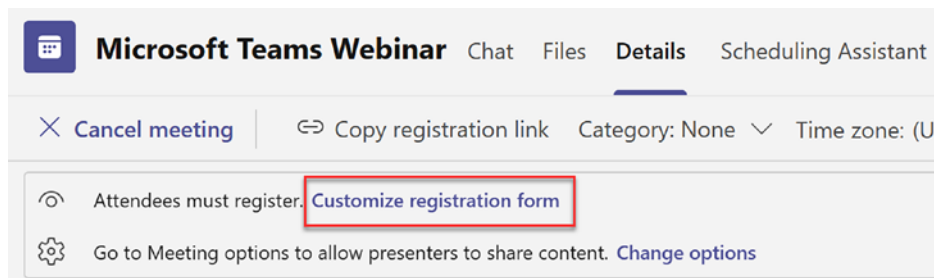 Microsoft Teams Webinar Chat Files Details Scheduling Assistant
Cancel meeting Copy registration link Category: None Time zone: (U
Attendees must register. Customize registration form
Go to Meeting options to allow presenters to share content. Change options